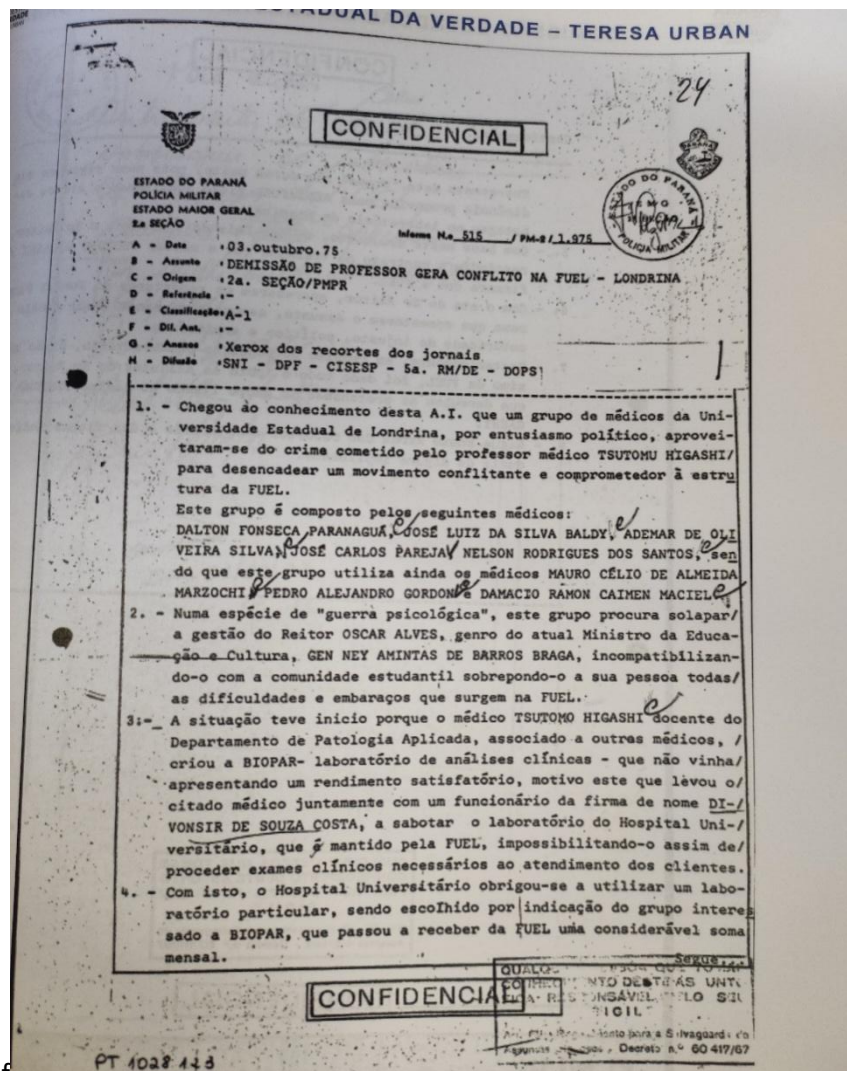 ESTADUAL DA VERDADE – TERESA URBAN
24
CONFIDENCIAL
ESTADO DO PARANÁ
POLÍCIA MILITAR
ESTADO MAIOR GERAL
2.a SEÇÃO
ESTADO DO PARANÁ
POLICIA MILITAR
Informe N.o 515 / PM-2 / 1.975
A - Data : 03.outubro.75
B - Assunto : DEMISSÃO DE PROFESSOR GERA CONFLITO NA FUEL - LONDRINA
C - Origem : 2a. SEÇÃO/PMPR
D - Referência :-
E - Classificação: A-1
F - Dif. Ant. :-
G - Anexos : Xerox dos recortes dos jornais
H - Difusão : SNI - DPF - CISESP - 5a. RM/DE - DOPS
1. - Chegou ao conhecimento desta A.I. que um grupo de médicos da Uni-
versidade Estadual de Londrina, por entusiasmo político, aprovei-
taram-se do crime cometido pelo professor médico TSUTOMU HIGASHI/
para desencadear um movimento conflitante e comprometedor à estru
tura da FUEL.
Este grupo é composto pelos seguintes médicos:
DALTON FONSECA PARANAGUÁ, JOSÉ LUIZ DA SILVA BALDY, ADEMAR DE OLI
VEIRA SILVA, JOSÉ CARLOS PAREJA, NELSON RODRIGUES DOS SANTOS, sen
do que este grupo utiliza ainda os médicos MAURO CÉLIO DE ALMEIDA
MARZOCHI, PEDRO ALEJANDRO GORDON e DAMACIO RAMON CAIMEN MACIEL.
2. - Numa espécie de "guerra psicológica", este grupo procura solapar/
a gestão do Reitor OSCAR ALVES, genro do atual Ministro da Educa-
ção e Cultura, GEN NEY AMINTAS DE BARROS BRAGA, incompatibilizan-
do-o com a comunidade estudantil sobrepondo-o a sua pessoa todas/
as dificuldades e embaraços que surgem na FUEL.
3:- A situação teve inicio porque o médico TSUTOMO HIGASHI docente do
Departamento de Patologia Aplicada, associado a outros médicos, /
criou a BIOPAR- laboratório de análises clínicas - que não vinha/
apresentando um rendimento satisfatório, motivo este que levou o/
citado médico juntamente com um funcionário da firma de nome DI-/
VONSIR DE SOUZA COSTA, a sabotar o laboratório do Hospital Uni-/
versitário, que é mantido pela FUEL, impossibilitando-o assim de/
proceder exames clínicos necessários ao atendimento dos clientes.
4. - Com isto, o Hospital Universitário obrigou-se a utilizar um labo-
ratório particular, sendo escolhido por indicação do grupo interes
sado a BIOPAR, que passou a receber da FUEL uma considerável soma
mensal.
Segue...
CONFIDENCIAL
DESTE AS
Decreto n.º 60 417/67
PT 1028.123